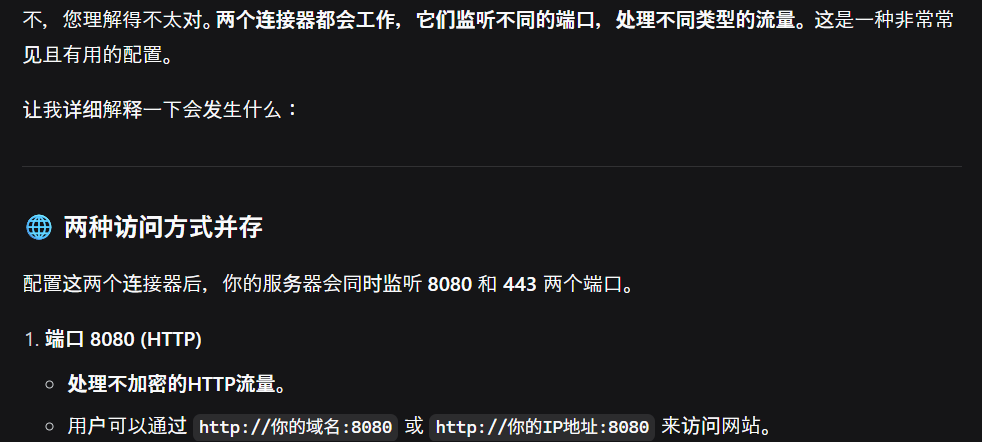 不，您理解得不太对。两个连接器都会工作，它们监听不同的端口，处理不同类型的流量。这是一种非常常
见且有用的配置。
让我详细解释一下会发生什么：
🌐 两种访问方式并存
配置这两个连接器后，你的服务器会同时监听 8080 和 443 两个端口。
1. 端口 8080 (HTTP)
○ 处理不加密的HTTP流量。
○ 用户可以通过 http://你的域名:8080 或 http://你的IP地址:8080 来访问网站。